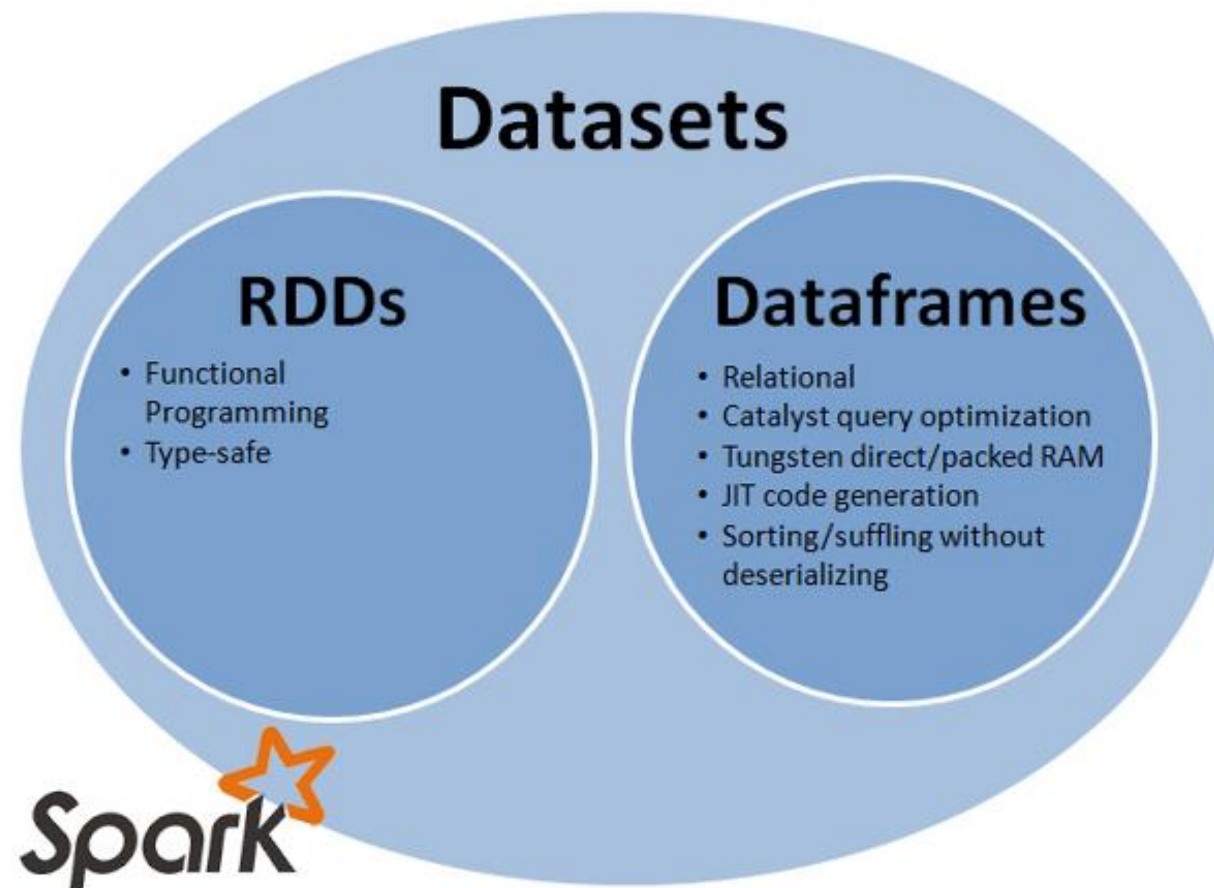 Datasets
RDDs
• Functional
Programming
• Type-safe
Dataframes
• Relational
• Catalyst query optimization
• Tungsten direct/packed RAM
• JIT code generation
• Sorting/suffling without
deserializing
Spark